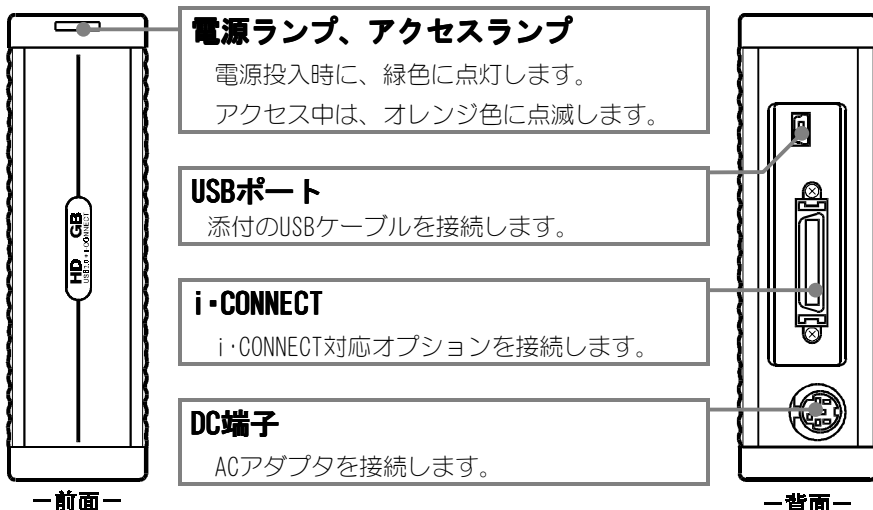 電源ランプ、アクセスランプ
電源投入時に、緑色に点灯します。
アクセス中は、オレンジ色に点滅します。
USBポート
添付のUSBケーブルを接続します。
i・CONNECT
i・CONNECT対応オプションを接続します。
DC端子
ACアダプタを接続します。
HD GB
USB2.0+i・CONNECT
－前面－
－背面－